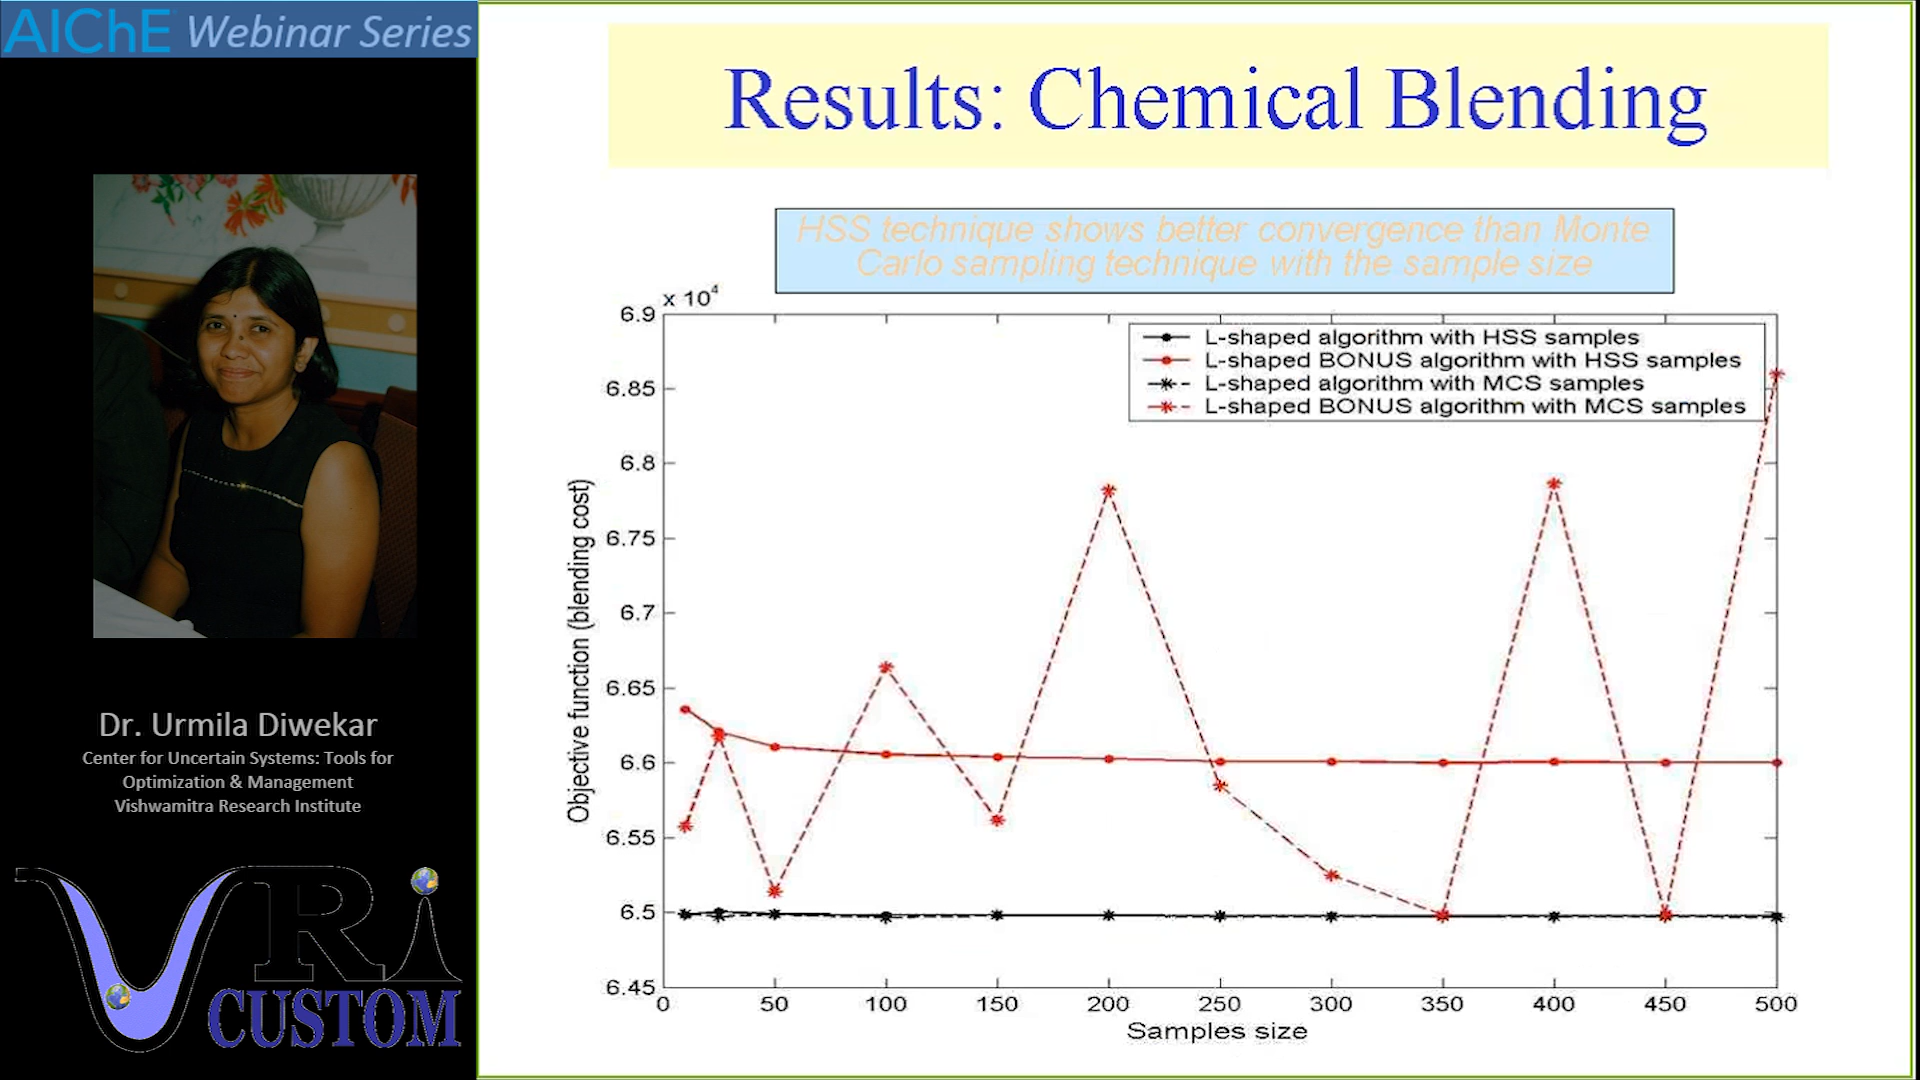 AIChE Webinar Series
Results: Chemical Blending
HSS technique shows better convergence than Monte
Carlo sampling technique with the sample size
x 10⁴
6.9
6.85
6.8
6.75
6.7
6.65
6.6
6.55
6.5
6.45
Objective function (blending cost)
L-shaped algorithm with HSS samples
L-shaped BONUS algorithm with HSS samples
L-shaped algorithm with MCS samples
L-shaped BONUS algorithm with MCS samples
0 50 100 150 200 250 300 350 400 450 500
Samples size
Dr. Urmila Diwekar
Center for Uncertain Systems: Tools for
Optimization & Management
Vishwamitra Research Institute
VRi
CUSTOM